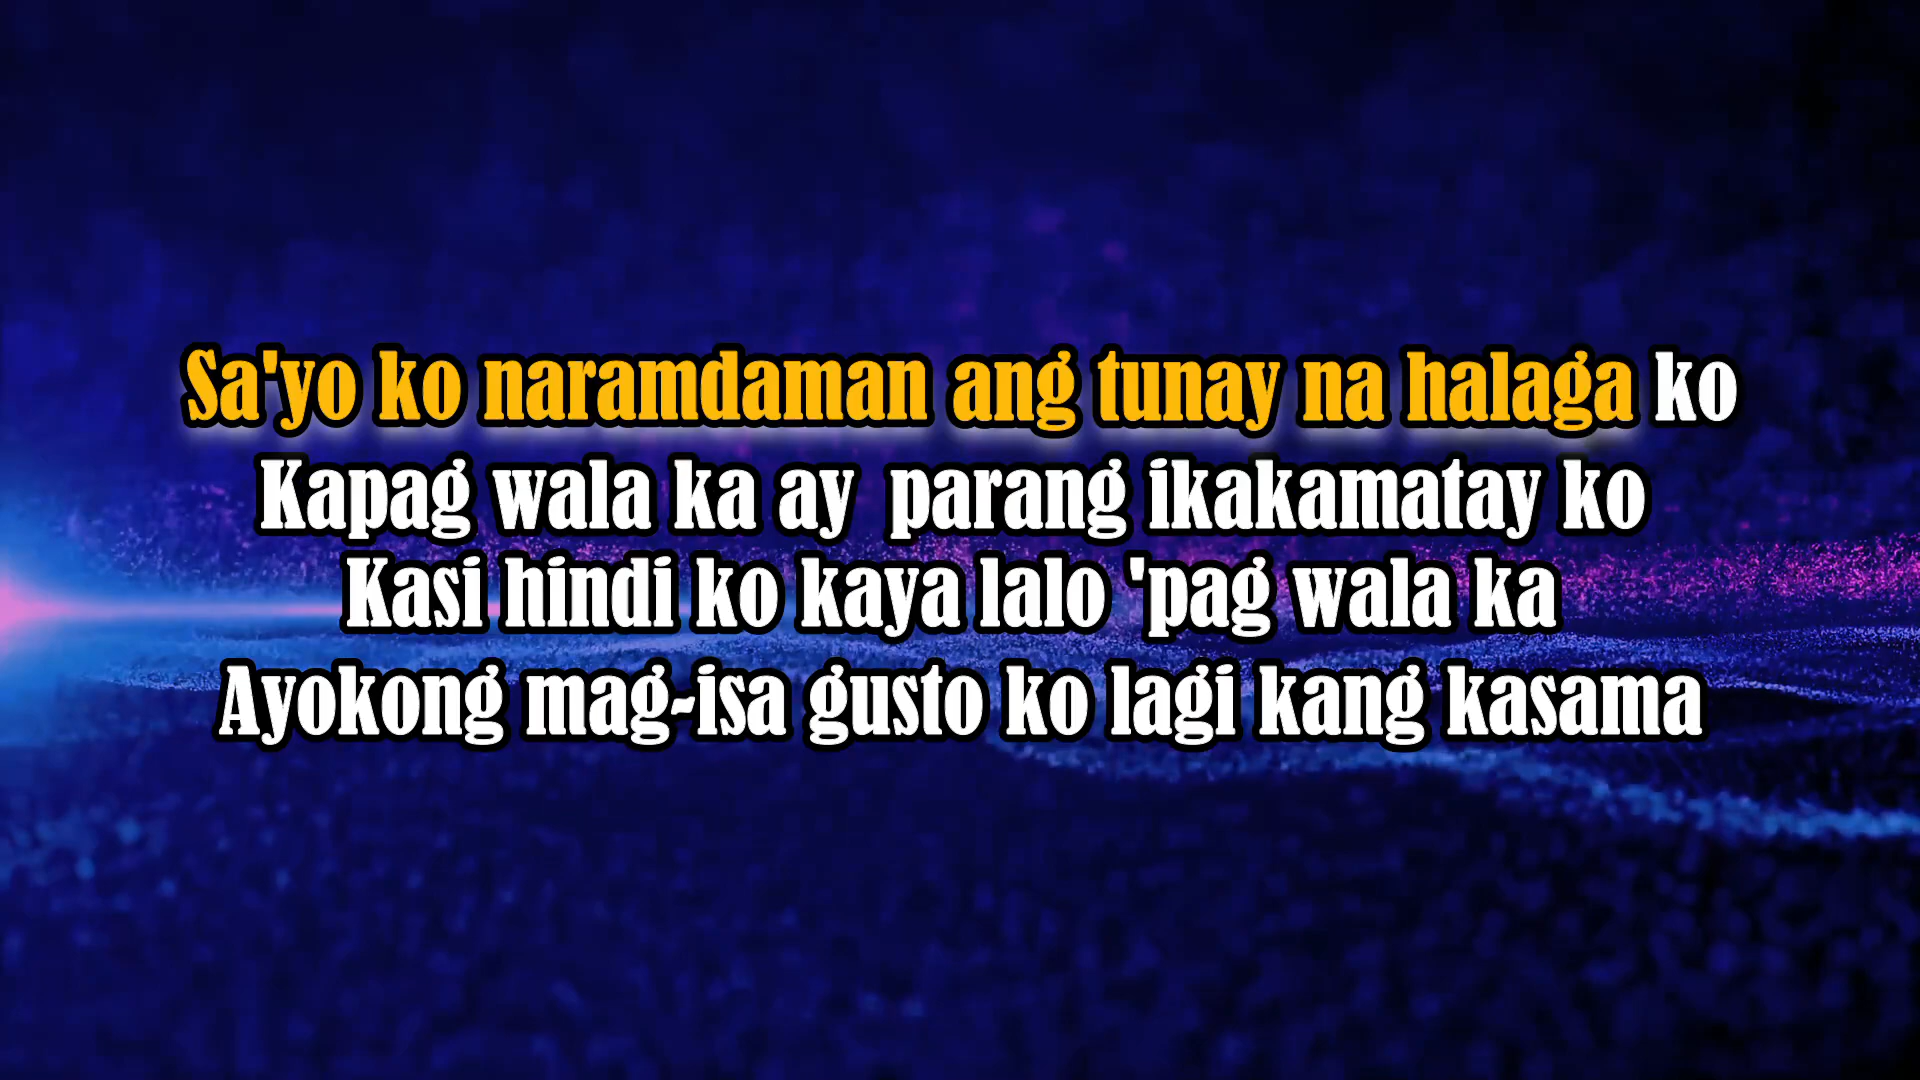 Sa'yo ko naramdaman ang tunay na halaga ko
Kapag wala ka ay  parang ikakamatay ko
Kasi hindi ko kaya lalo 'pag wala ka
Ayokong mag-isa gusto ko lagi kang kasama